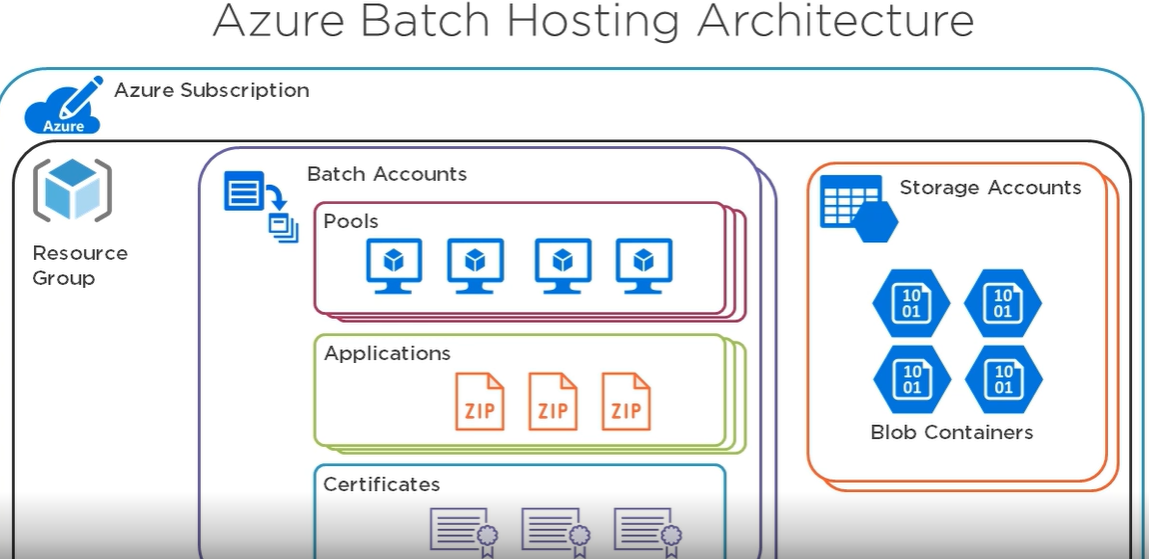 Azure Batch Hosting Architecture
Azure Subscription
Azure
Resource
Group
Batch Accounts
Pools
Applications
ZIP
ZIP
ZIP
Certificates
Storage Accounts
10
01
10
01
10
01
10
01
Blob Containers